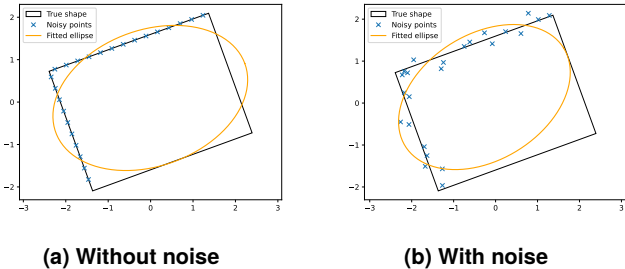 True shape
Noisy points
Fitted ellipse
2
1
0
−1
−2
−3 −2 −1 0 1 2 3
True shape
Noisy points
Fitted ellipse
2
1
0
−1
−2
−3 −2 −1 0 1 2 3
(a) Without noise
(b) With noise